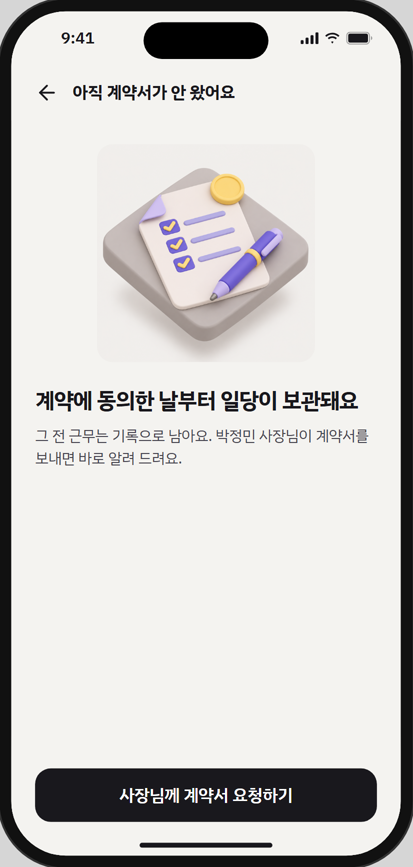 9:41
아직 계약서가 안 왔어요
계약에 동의한 날부터 일당이 보관돼요
그 전 근무는 기록으로 남아요. 박정민 사장님이 계약서를
보내면 바로 알려 드려요.
사장님께 계약서 요청하기